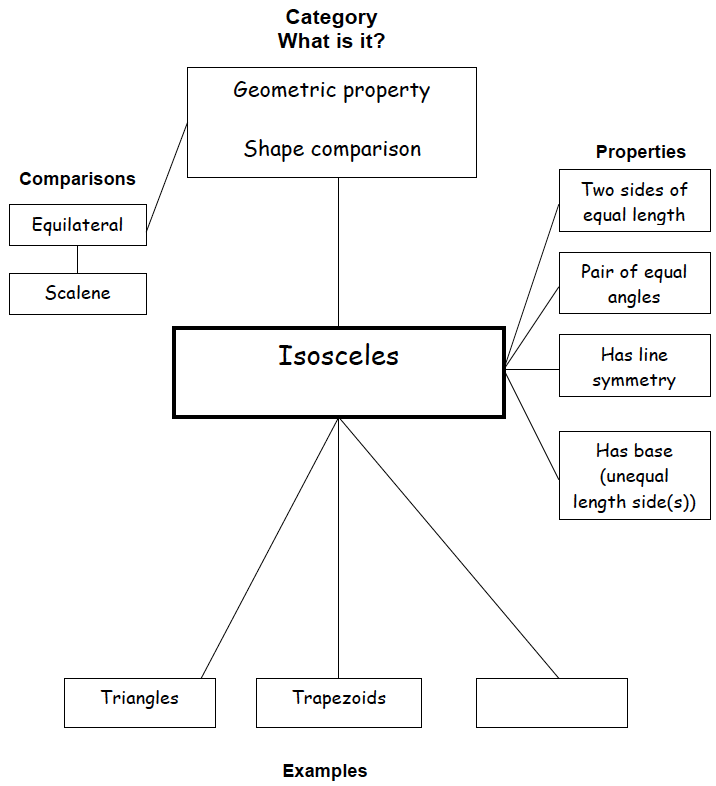 Category
What is it?
Geometric property
Shape comparison
Comparisons
Equilateral
Scalene
Properties
Two sides of
equal length
Pair of equal
angles
Has line
symmetry
Has base
(unequal
length side(s))
Isosceles
Triangles
Trapezoids
Examples